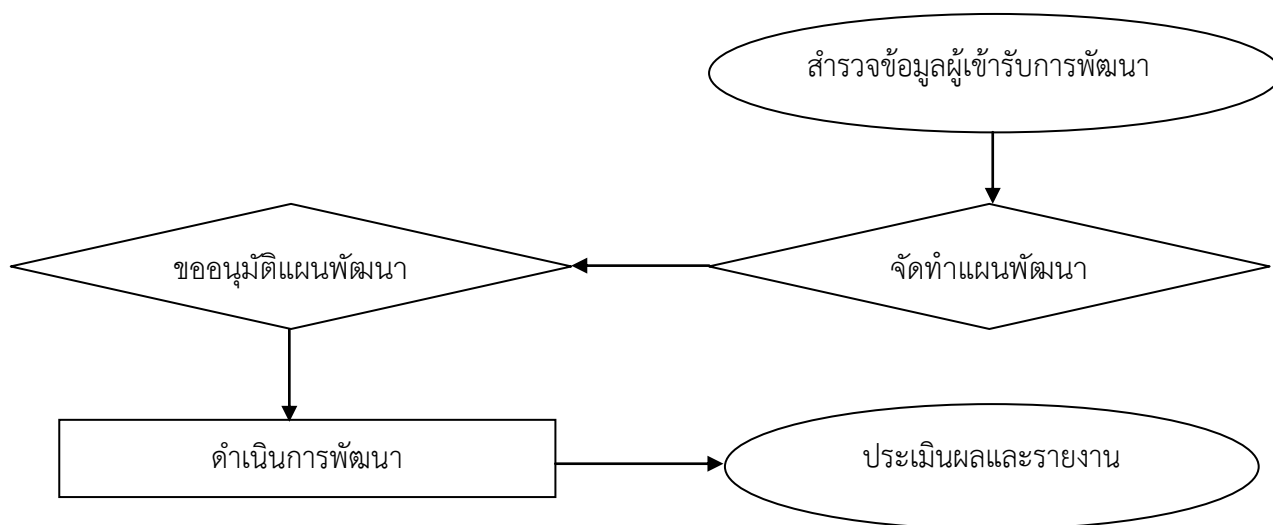 สำรวจข้อมูลผู้เข้ารับการพัฒนา
จัดทำแผนพัฒนา
ขออนุมัติแผนพัฒนา
ดำเนินการพัฒนา
ประเมินผลและรายงาน